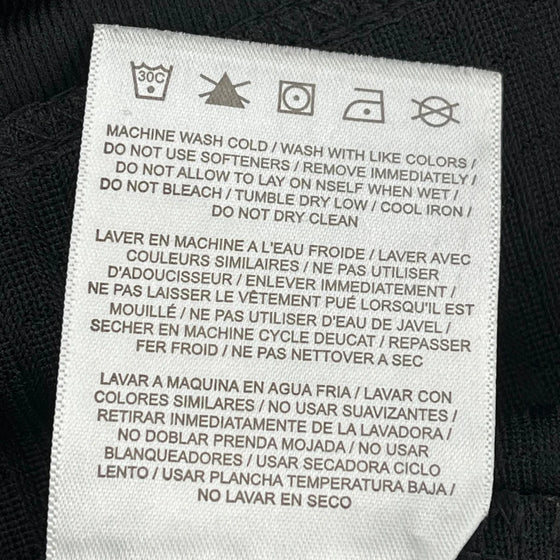 30C
MACHINE WASH COLD / WASH WITH LIKE COLORS /
DO NOT USE SOFTENERS / REMOVE IMMEDIATELY /
DO NOT ALLOW TO LAY ON NSELF WHEN WET /
DO NOT BLEACH / TUMBLE DRY LOW / COOL IRON /
DO NOT DRY CLEAN
LAVER EN MACHINE A L'EAU FROIDE / LAVER AVEC
COULEURS SIMILAIRES / NE PAS UTILISER
D'ADOUCISSEUR / ENLEVER IMMEDIATEMENT /
NE PAS LAISSER LE VÊTEMENT PUÉ LORSQU'IL EST
MOUILLÉ / NE PAS UTILISER D'EAU DE JAVEL /
SECHER EN MACHINE CYCLE DEUCAT / REPASSER
FER FROID / NE PAS NETTOVER A SEC
LAVAR A MAQUINA EN AGUA FRIA / LAVAR CON
COLORES SIMILARES / NO USAR SUAVIZANTES /
RETIRAR INMEDIATAMENTE DE LA LAVADORA /
NO DOBLAR PRENDA MOJADA / NO USAR
BLANQUEADORES / USAR SECADORA CICLO
LENTO / USAR PLANCHA TEMPERATURA BAJA /
NO LAVAR EN SECO